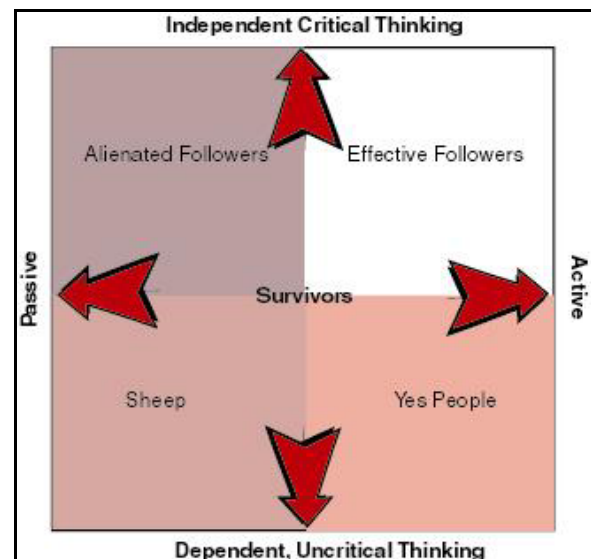 Independent Critical Thinking
Alienated Followers
Effective Followers
Passive
Survivors
Active
Sheep
Yes People
Dependent, Uncritical Thinking